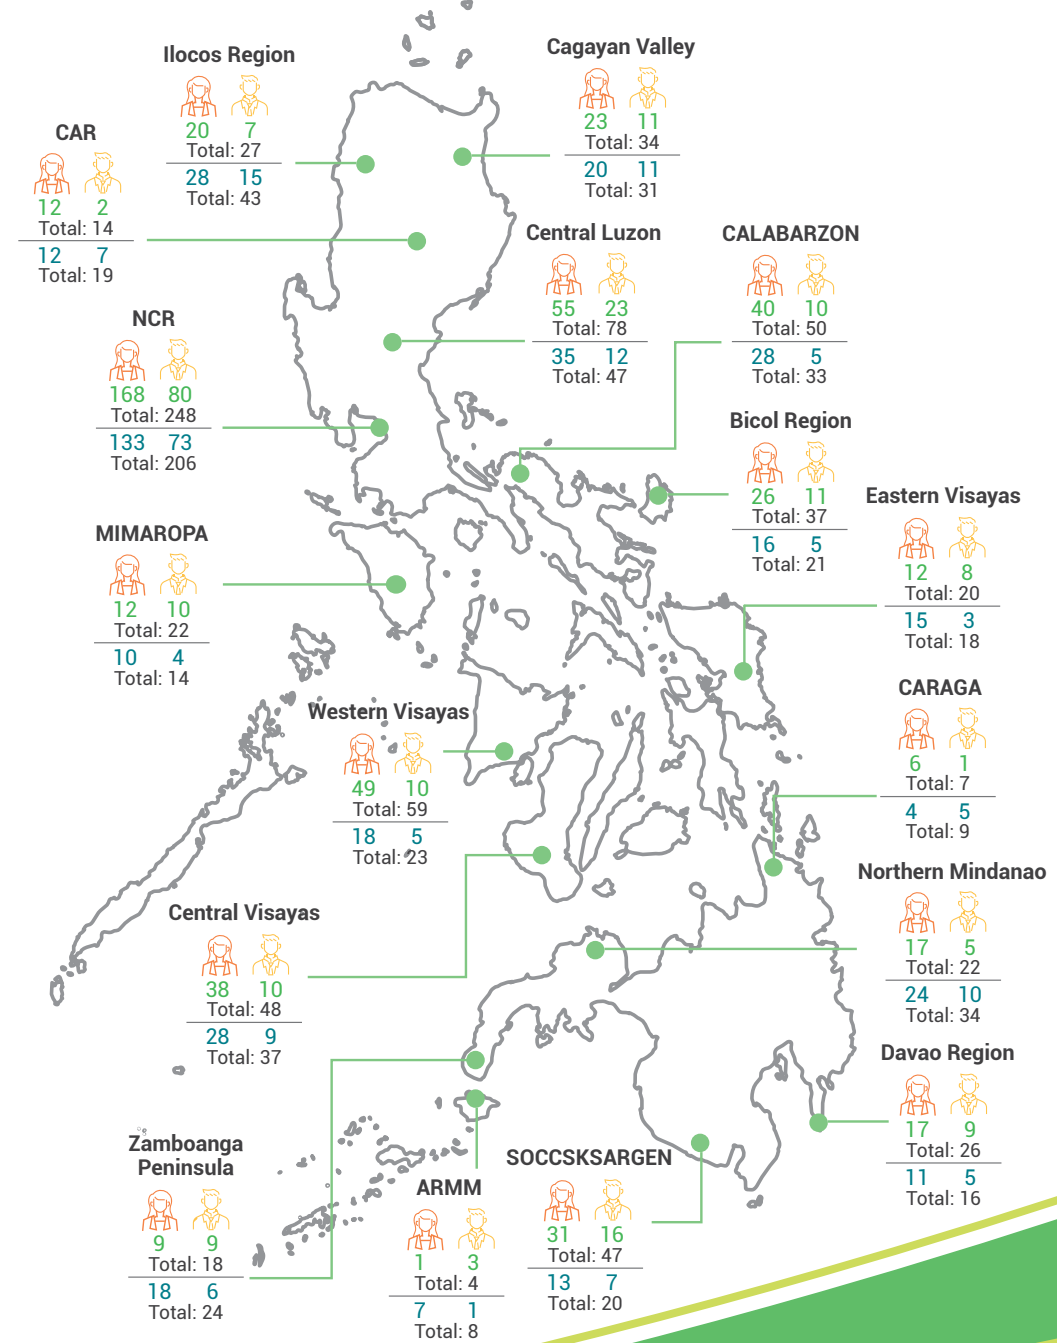 Ilocos Region
20 7
Total: 27
28 15
Total: 43
Cagayan Valley
23 11
Total: 34
20 11
Total: 31
CAR
12 2
Total: 14
12 7
Total: 19
Central Luzon
55 23
Total: 78
35 12
Total: 47
CALABARZON
40 10
Total: 50
28 5
Total: 33
NCR
168 80
Total: 248
133 73
Total: 206
Bicol Region
26 11
Total: 37
16 5
Total: 21
Eastern Visayas
12 8
Total: 20
15 3
Total: 18
MIMAROPA
12 10
Total: 22
10 4
Total: 14
CARAGA
6 1
Total: 7
4 5
Total: 9
Western Visayas
49 10
Total: 59
18 5
Total: 23
Northern Mindanao
17 5
Total: 22
24 10
Total: 34
Central Visayas
38 10
Total: 48
28 9
Total: 37
Davao Region
17 9
Total: 26
11 5
Total: 16
Zamboanga
Peninsula
9 9
Total: 18
18 6
Total: 24
ARMM
1 3
Total: 4
7 1
Total: 8
SOCCSKSARGEN
31 16
Total: 47
13 7
Total: 20